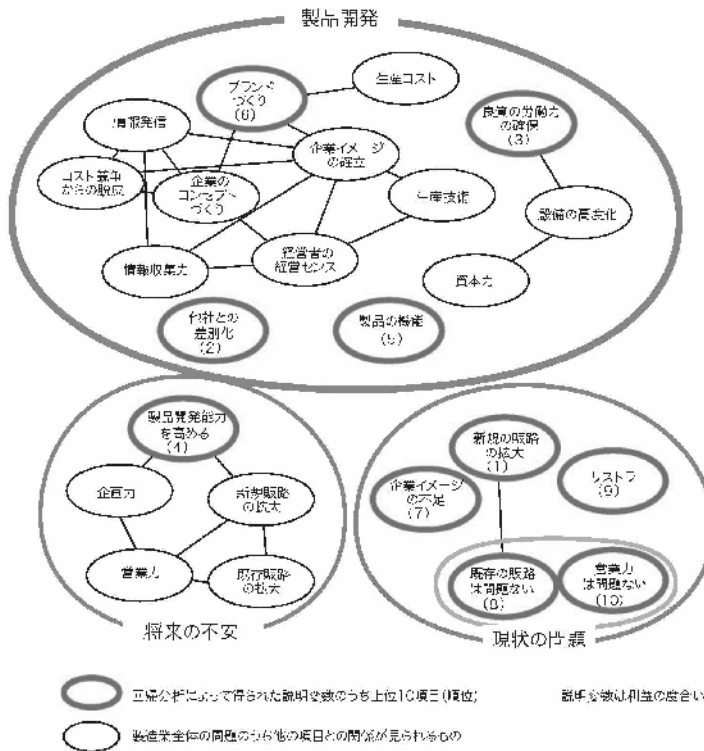 製品開発
ブランド
づくり
(6)
生産コスト
良質の労働力
の確保
(3)
情報発信
企業イメージ
の確立
コスト競争
からの脱皮
企業の
コンセプト
づくり
生産技術
設備の高度化
情報収集力
経営者の
経営センス
資本力
他社との
差別化
(2)
製品の機能
(5)
製品開発能力
を高める
(4)
企画力
新規販路
の拡大
営業力
既存販路
の拡大
将来の不安
新規の販路
の拡大
(1)
企業イメージ
の不足
(7)
リストラ
(9)
既存の販路
は問題ない
(8)
営業力
は問題ない
(10)
現状の問題
回帰分析によって得られた説明変数のうち上位10項目(順位)
説明変数は利益の度合い
製造業全体の問題のうち他の項目との関係が見られるもの